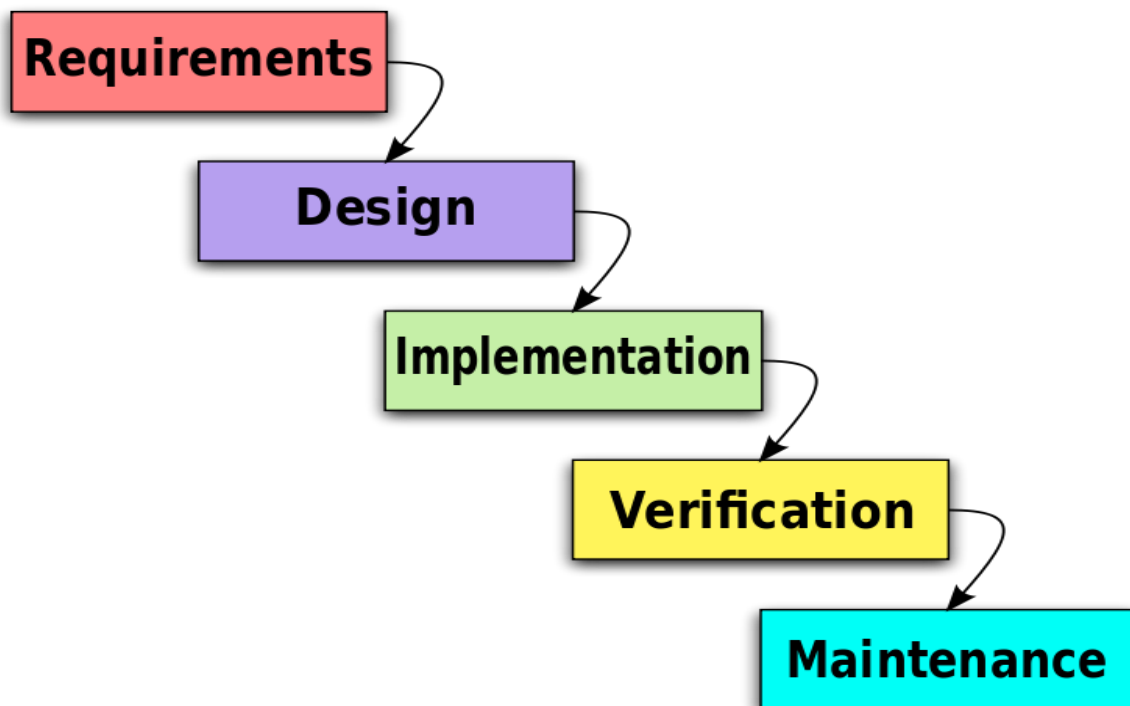 Requirements
Design
Implementation
Verification
Maintenance